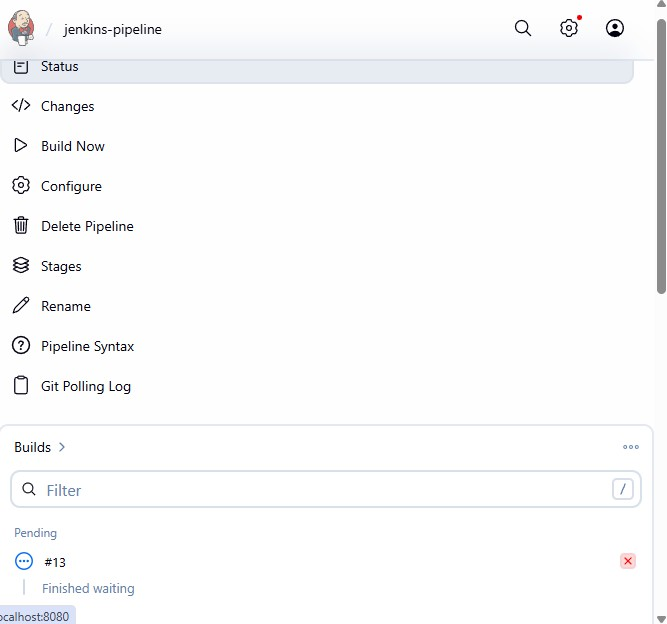 / jenkins-pipeline
Status
Changes
Build Now
Configure
Delete Pipeline
Stages
Rename
Pipeline Syntax
Git Polling Log
Builds
Filter /
Pending
#13
Finished waiting
ocalhost:8080